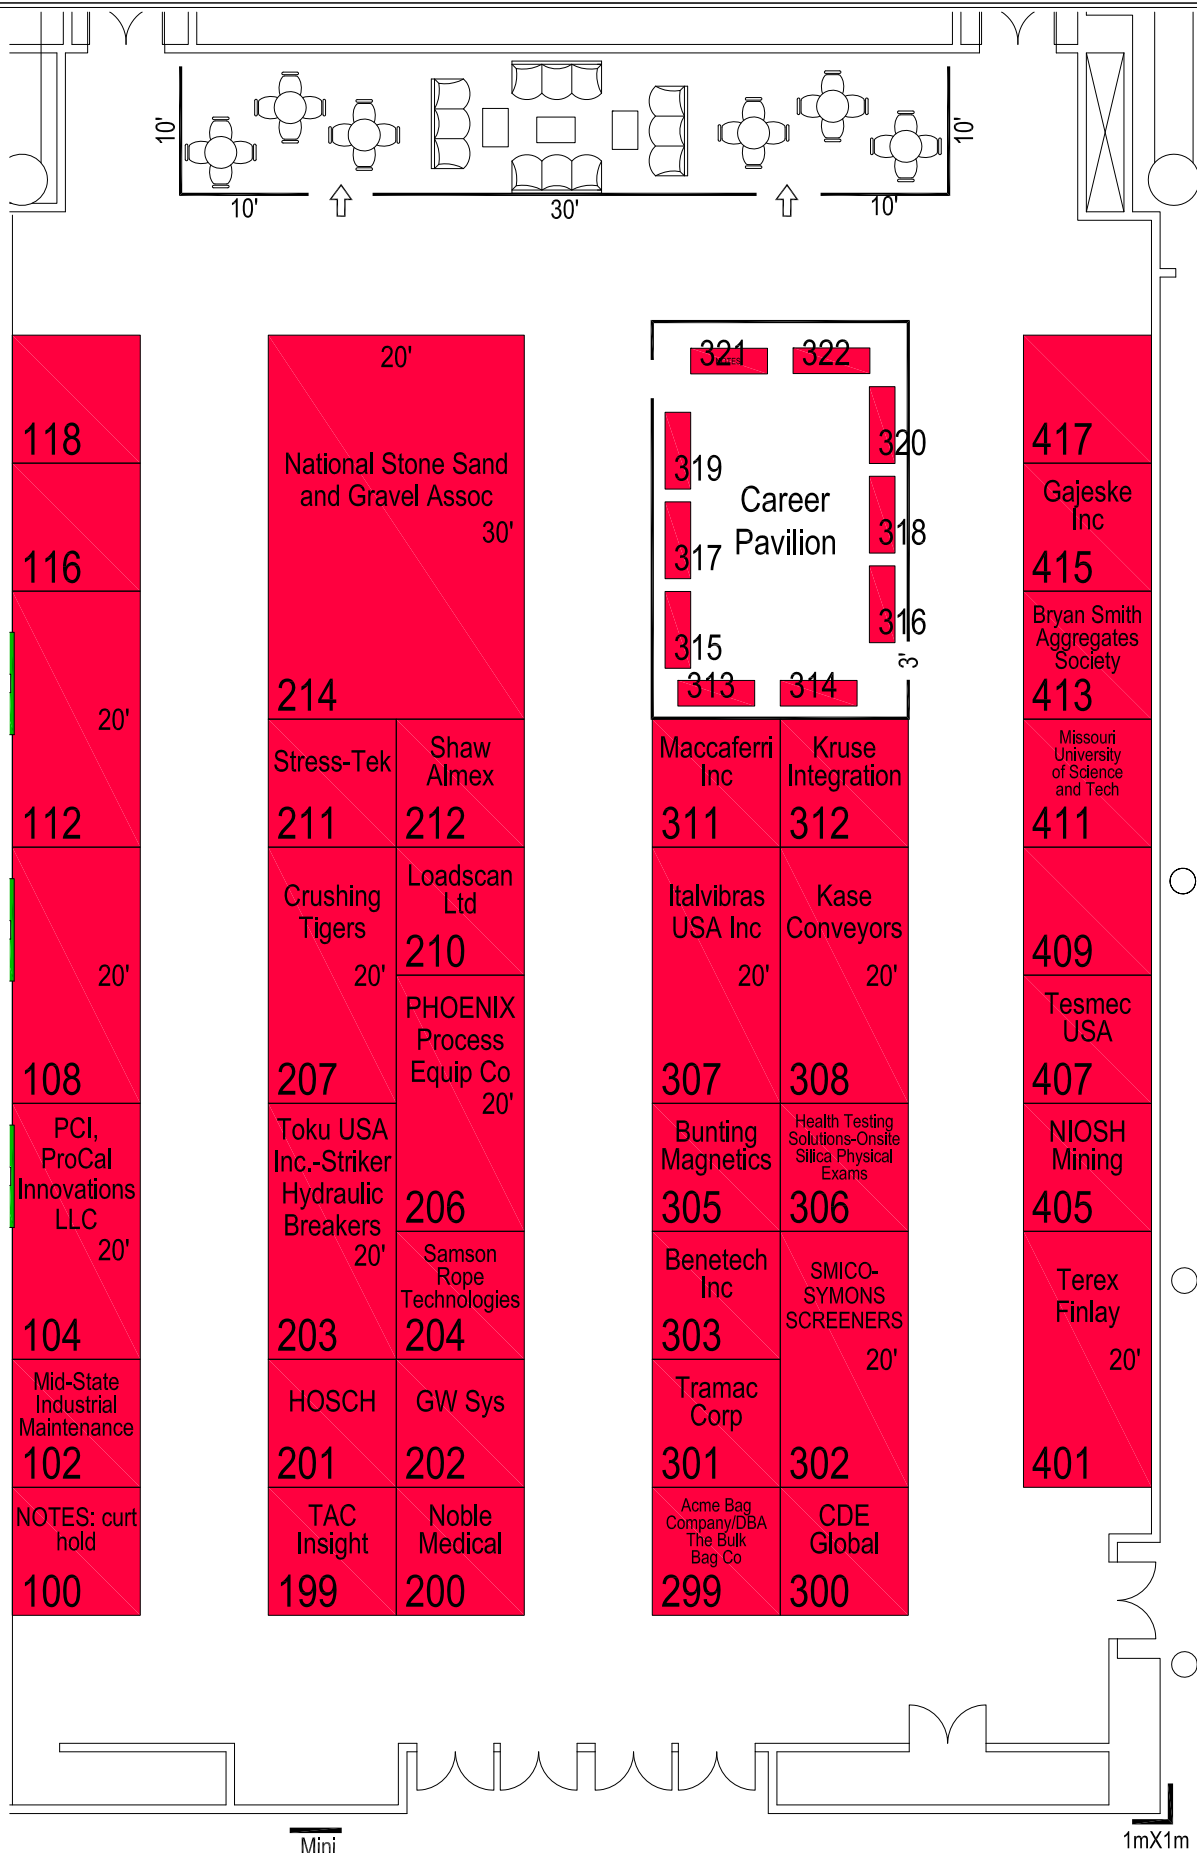 10'
10'
10'
30'
10'
118
116
20'
112
20'
108
PCI,
ProCal
Innovations
LLC
20'
104
Mid-State
Industrial
Maintenance
102
NOTES: curt
hold
100
20'
National Stone Sand
and Gravel Assoc
30'
214
Stress-Tek
211
Shaw
Almex
212
Crushing
Tigers
20'
207
Loadscan
Ltd
210
PHOENIX
Process
Equip Co
20'
206
Toku USA
Inc.-Striker
Hydraulic
Breakers
20'
203
Samson
Rope
Technologies
204
HOSCH
201
GW Sys
202
TAC
Insight
199
Noble
Medical
200
321
NOTES
322
320
319
Career
Pavilion
318
317
316
315
3'
313
314
Maccaferri
Inc
311
Kruse
Integration
312
Italvibras
USA Inc
20'
307
Kase
Conveyors
20'
308
Bunting
Magnetics
305
Health Testing
Solutions-Onsite
Silica Physical
Exams
306
Benetech
Inc
303
SMICO-
SYMONS
SCREENERS
20'
302
Tramac
Corp
301
Acme Bag
Company/DBA
The Bulk
Bag Co
299
CDE
Global
300
417
Gajeske
Inc
415
Bryan Smith
Aggregates
Society
413
Missouri
University
of Science
and Tech
411
409
Tesmec
USA
407
NIOSH
Mining
405
Terex
Finlay
20'
401
Mini
1mX1m